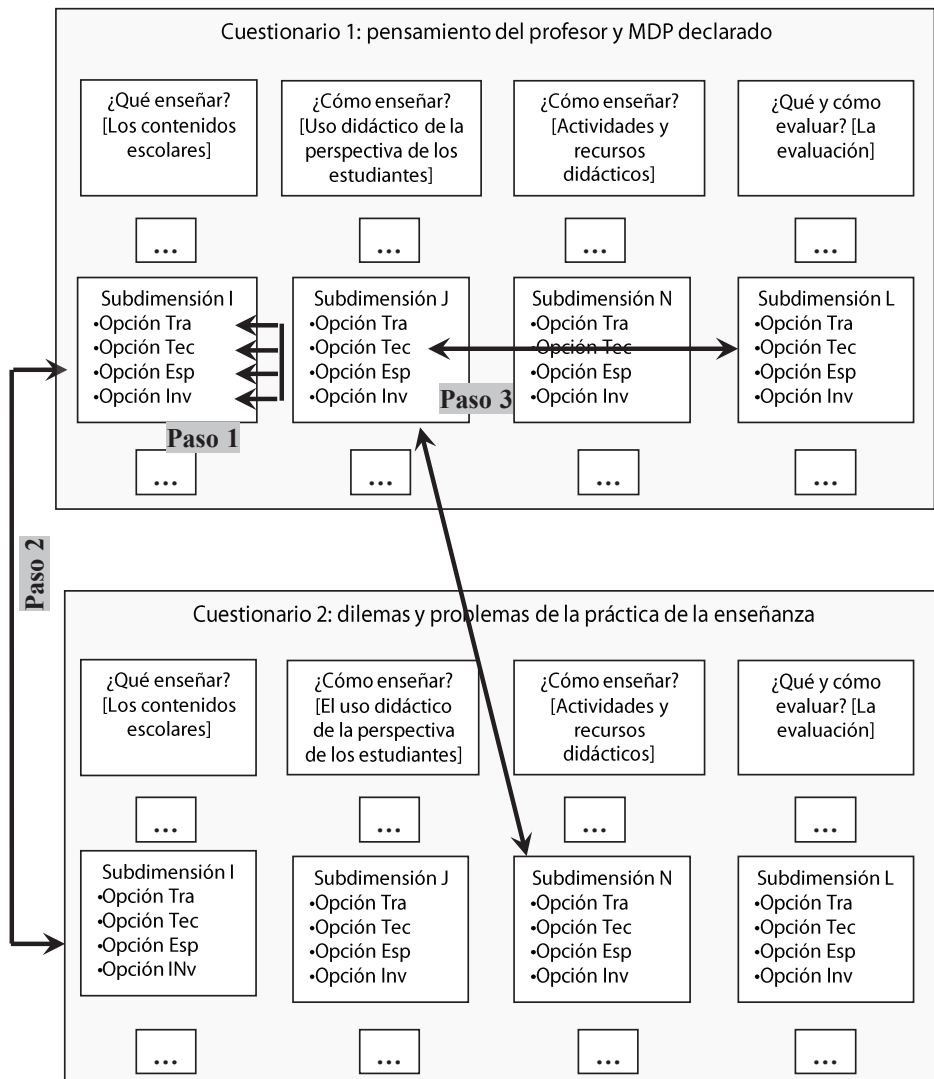 Cuestionario 1: pensamiento del profesor y MDP declarado
¿Qué enseñar?
[Los contenidos
escolares]
¿Cómo enseñar?
[Uso didáctico de la
perspectiva de los
estudiantes]
¿Cómo enseñar?
[Actividades y
recursos
didácticos]
¿Qué y cómo
evaluar? [La
evaluación]
...
...
...
...
Subdimensión I
•Opción Tra
•Opción Tec
•Opción Esp
•Opción Inv
Subdimensión J
•Opción Tra
•Opción Tec
•Opción Esp
•Opción Inv
Subdimensión N
•Opción Tra
•Opción Tec
•Opción Esp
•Opción Inv
Subdimensión L
•Opción Tra
•Opción Tec
•Opción Esp
•Opción Inv
Paso 3
Paso 1
...
...
...
...
Paso 2
Cuestionario 2: dilemas y problemas de la práctica de la enseñanza
¿Qué enseñar?
[Los contenidos
escolares]
¿Cómo enseñar?
[El uso didáctico
de la perspectiva
de los estudiantes]
¿Cómo enseñar?
[Actividades y
recursos
didácticos]
¿Qué y cómo
evaluar? [La
evaluación]
...
...
...
...
Subdimensión I
•Opción Tra
•Opción Tec
•Opción Esp
•Opción INv
Subdimensión J
•Opción Tra
•Opción Tec
•Opción Esp
•Opción Inv
Subdimensión N
•Opción Tra
•Opción Tec
•Opción Esp
•Opción Inv
Subdimensión L
•Opción Tra
•Opción Tec
•Opción Esp
•Opción Inv
...
...
...
...